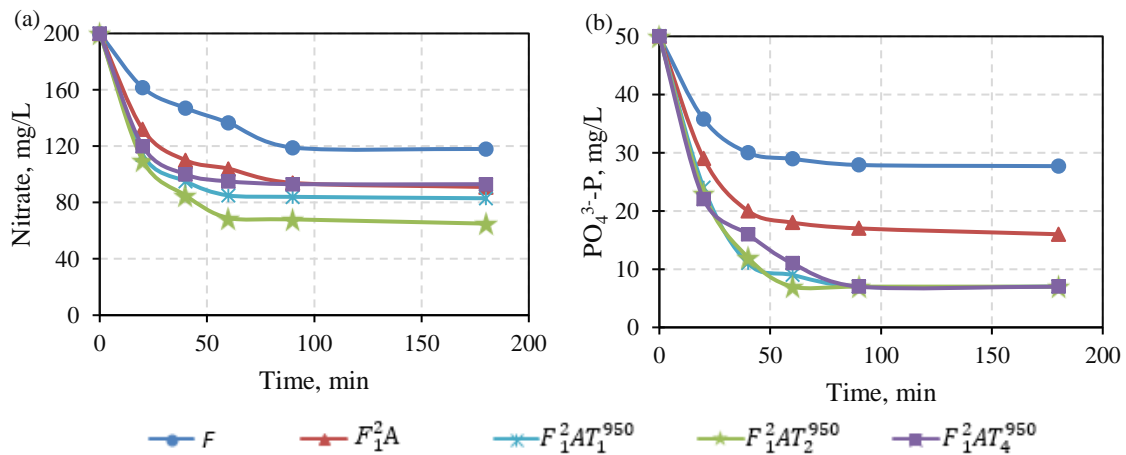 (a)
200
160
120
80
40
0
Nitrate, mg/L
0 50 100 150 200
Time, min
(b)
50
40
30
20
10
0
PO₄³⁻-P, mg/L
0 50 100 150 200
Time, min
F F₁²A F₁²AT₁⁹⁵⁰ F₁²AT₂⁹⁵⁰ F₁²AT₄⁹⁵⁰